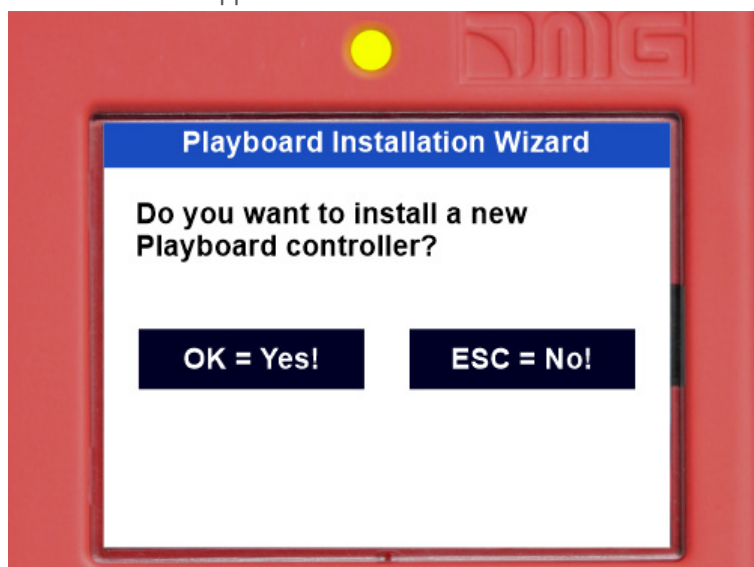 DMG
Playboard Installation Wizard
Do you want to install a new
Playboard controller?
OK = Yes!
ESC = No!